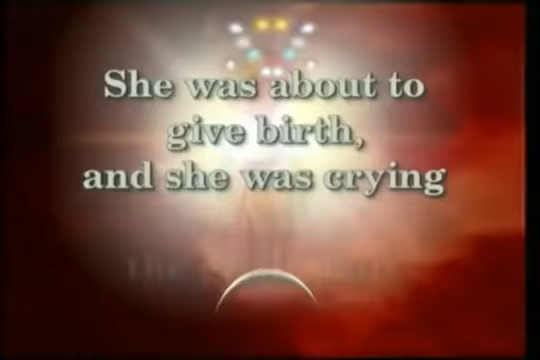 She was about to
give birth,
and she was crying